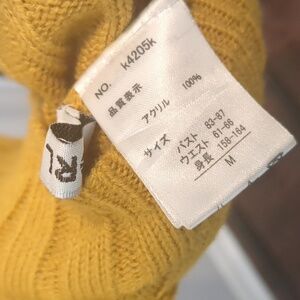 NO. K4205K
品質表示
アクリル 100%
サイズ
バスト 83-87
ウエスト 61-66
身長 158-164
M
RL